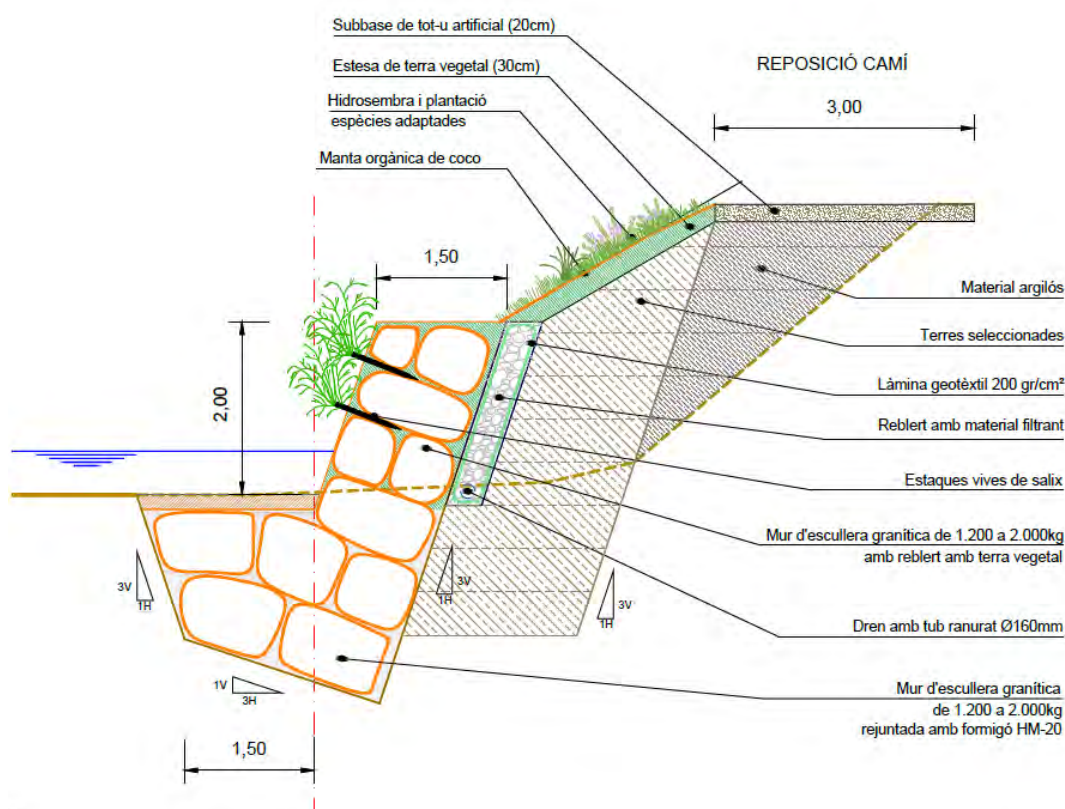 Subbase de tot-u artificial (20cm)
REPOSICIÓ CAMÍ
Estesa de terra vegetal (30cm)
Hidrosembra i plantació
espècies adaptades
3,00
Manta orgànica de coco
1,50
Material argilós
Terres seleccionades
2,00
Làmina geotèxtil 200 gr/cm²
Reblert amb material filtrant
Estaques vives de salix
Mur d'escullera granítica de 1.200 a 2.000kg
amb reblert amb terra vegetal
3V
1H
3V
1H
3V
1H
Dren amb tub ranurat Ø160mm
1V
3H
Mur d'escullera granítica
de 1.200 a 2.000kg
rejuntada amb formigó HM-20
1,50